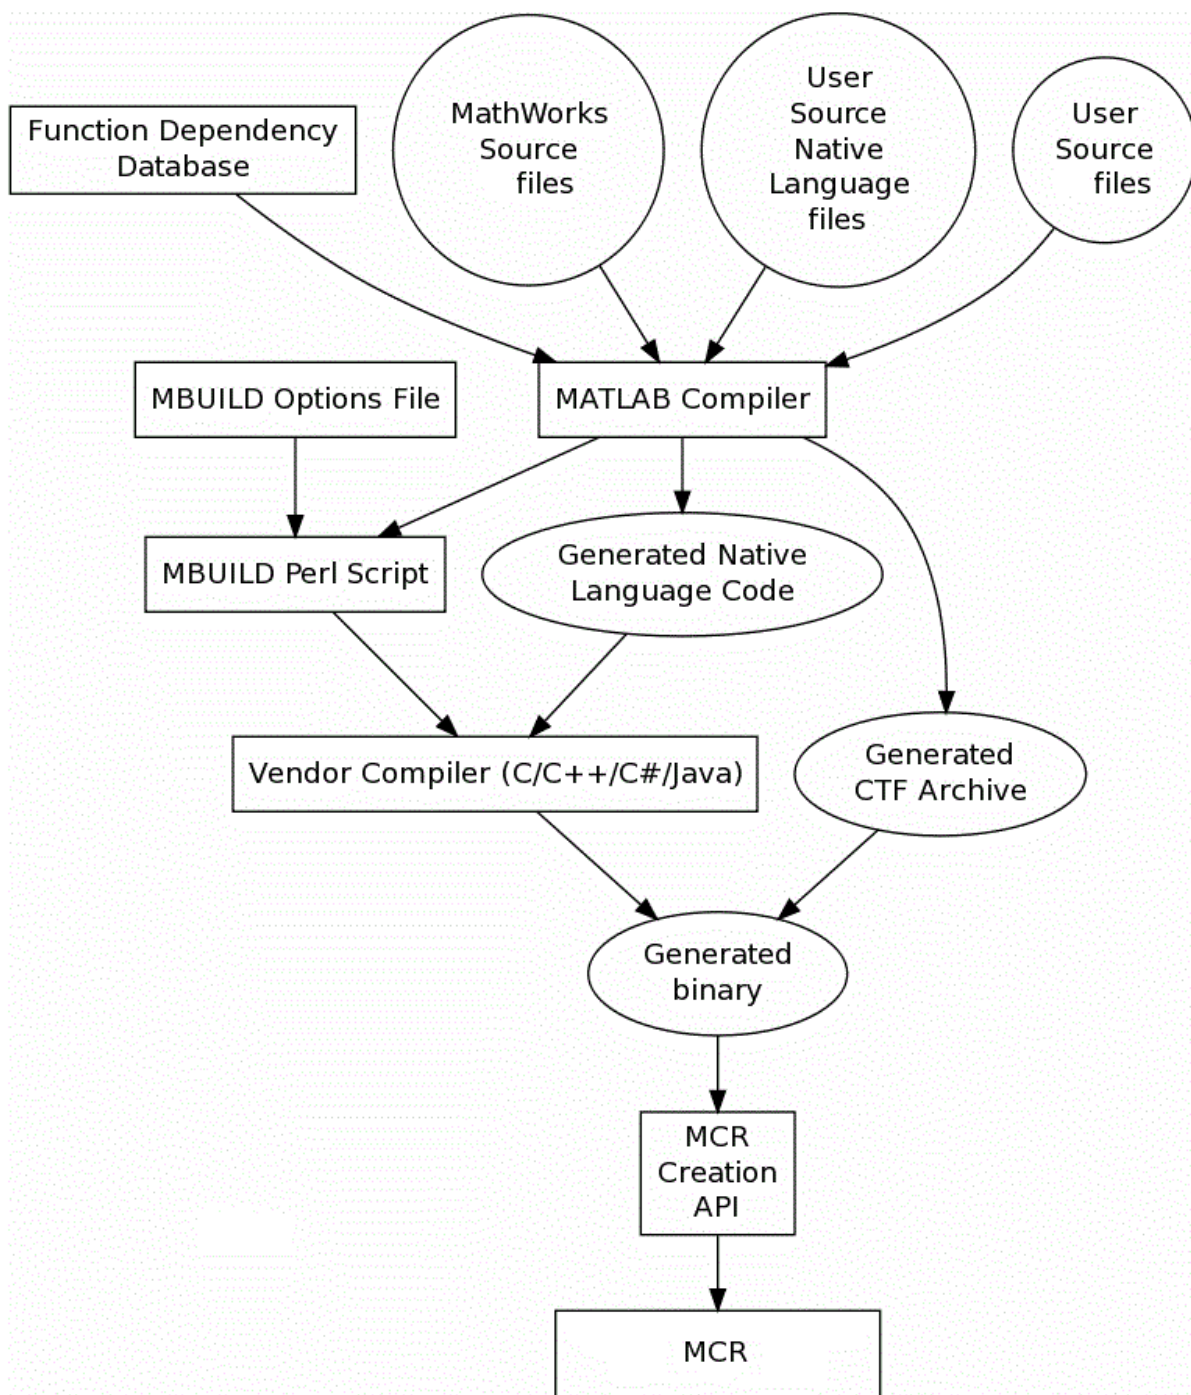 Function Dependency
Database
MathWorks
Source
files
User
Source
Native
Language
files
User
Source
files
MBUILD Options File
MATLAB Compiler
MBUILD Perl Script
Generated Native
Language Code
Vendor Compiler (C/C++/C#/Java)
Generated
CTF Archive
Generated
binary
MCR
Creation
API
MCR